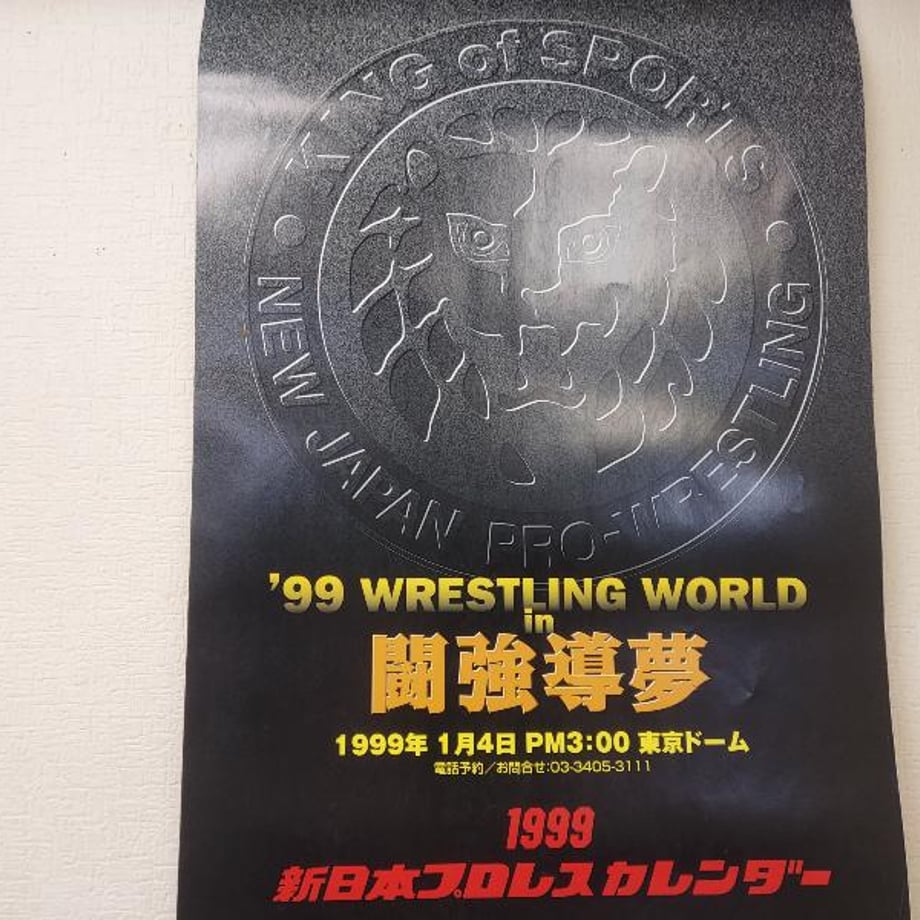 KING of SPORTS
NEW JAPAN PRO-WRESTLING
'99 WRESTLING WORLD
in
闘強導夢
1999年 1月4日 PM3:00 東京ドーム
電話予約/お問合せ:03-3405-3111
1999
新日本プロレスカレンダー